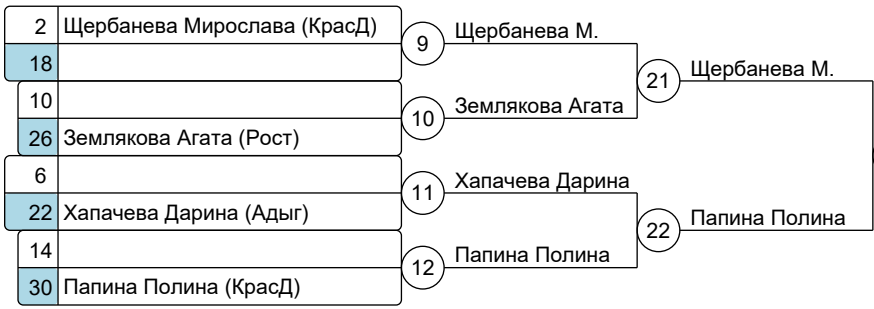 2 Щербанева Мирослава (КрасД)
9
Щербанева М.
18
21
Щербанева М.
10
10
Землякова Агата
26 Землякова Агата (Рост)
6
11
Хапачева Дарина
22 Хапачева Дарина (Адыг)
22
Папина Полина
14
12
Папина Полина
30 Папина Полина (КрасД)